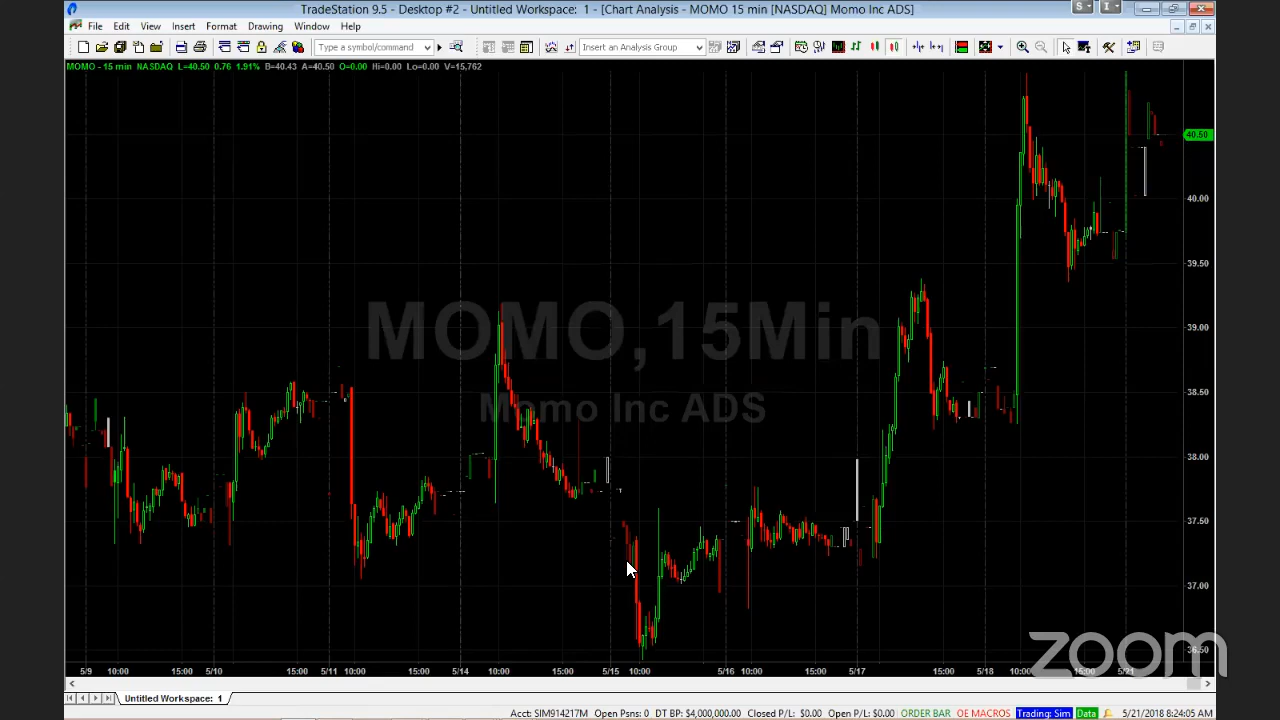 TradeStation 9.5 - Desktop #2 - Untitled Workspace: 1 - [Chart Analysis - MOMO 15 min [NASDAQ] Momo Inc ADS]
S
I
File Edit View Insert Format Drawing Window Help
Type a symbol/command
Insert an Analysis Group
MOMO - 15 min NASDAQ L=40.50 0.76 1.91% B=40.43 A=40.50 O=0.00 Hi=0.00 Lo=0.00 V=15,762
40.50
40.00
39.50
39.00
38.50
38.00
37.50
37.00
36.50
MOMO,15Min
Momo Inc ADS
zoom
5/9 10:00 15:00 5/10 15:00 5/11 10:00 15:00 5/14 10:00 15:00 5/15 10:00 5/16 10:00 15:00 5/17 15:00 5/18 10:00 15:00 5/21
Untitled Workspace: 1
Acct: SIM914217M Open Psns: 0 DT BP: $4,000,000.00 Closed P/L: $0.00 Open P/L: $0.00 ORDER BAR OE MACROS Trading: Sim Data 5/21/2018 8:24:05 AM